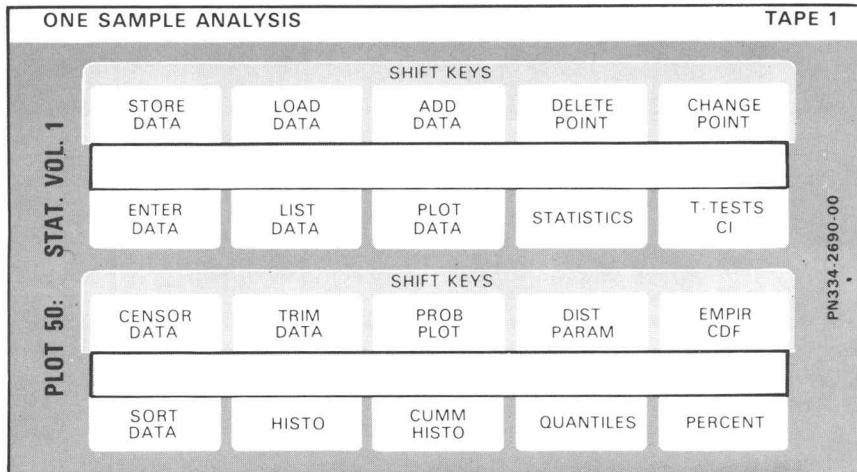 ONE SAMPLE ANALYSIS TAPE 1
PLOT 50: STAT. VOL. 1
SHIFT KEYS
STORE DATA
LOAD DATA
ADD DATA
DELETE POINT
CHANGE POINT
ENTER DATA
LIST DATA
PLOT DATA
STATISTICS
T-TESTS CI
SHIFT KEYS
CENSOR DATA
TRIM DATA
PROB PLOT
DIST PARAM
EMPIR CDF
SORT DATA
HISTO
CUMM HISTO
QUANTILES
PERCENT
PN334-2690-00